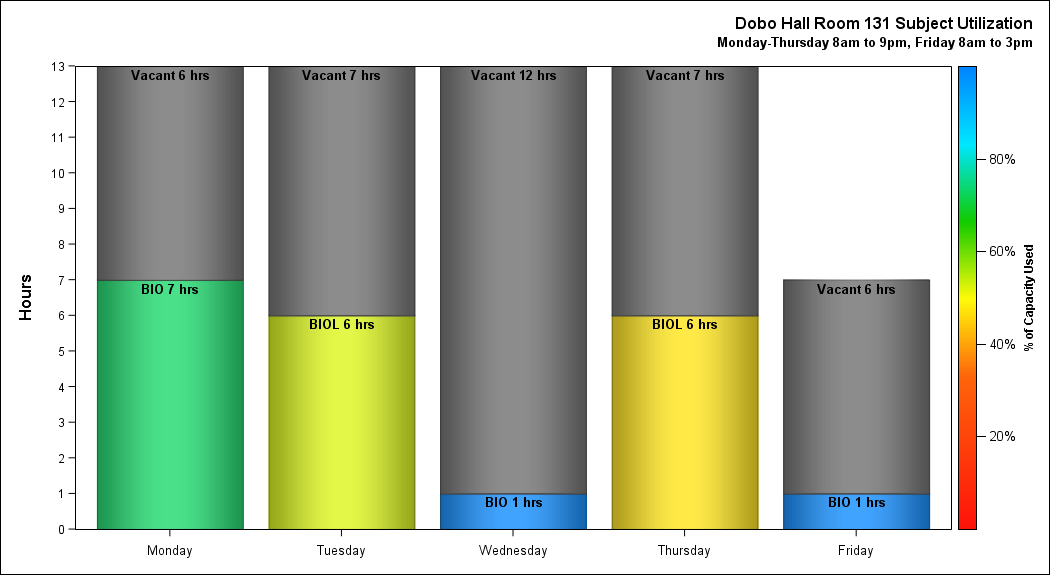 Dobo Hall Room 131 Subject Utilization
Monday-Thursday 8am to 9pm, Friday 8am to 3pm
Hours
13
12
11
10
9
8
7
6
5
4
3
2
1
0
Vacant 6 hrs
BIO 7 hrs
Vacant 7 hrs
BIOL 6 hrs
Vacant 12 hrs
BIO 1 hrs
Vacant 7 hrs
BIOL 6 hrs
Vacant 6 hrs
BIO 1 hrs
Monday
Tuesday
Wednesday
Thursday
Friday
80%
60%
40%
20%
% of Capacity Used